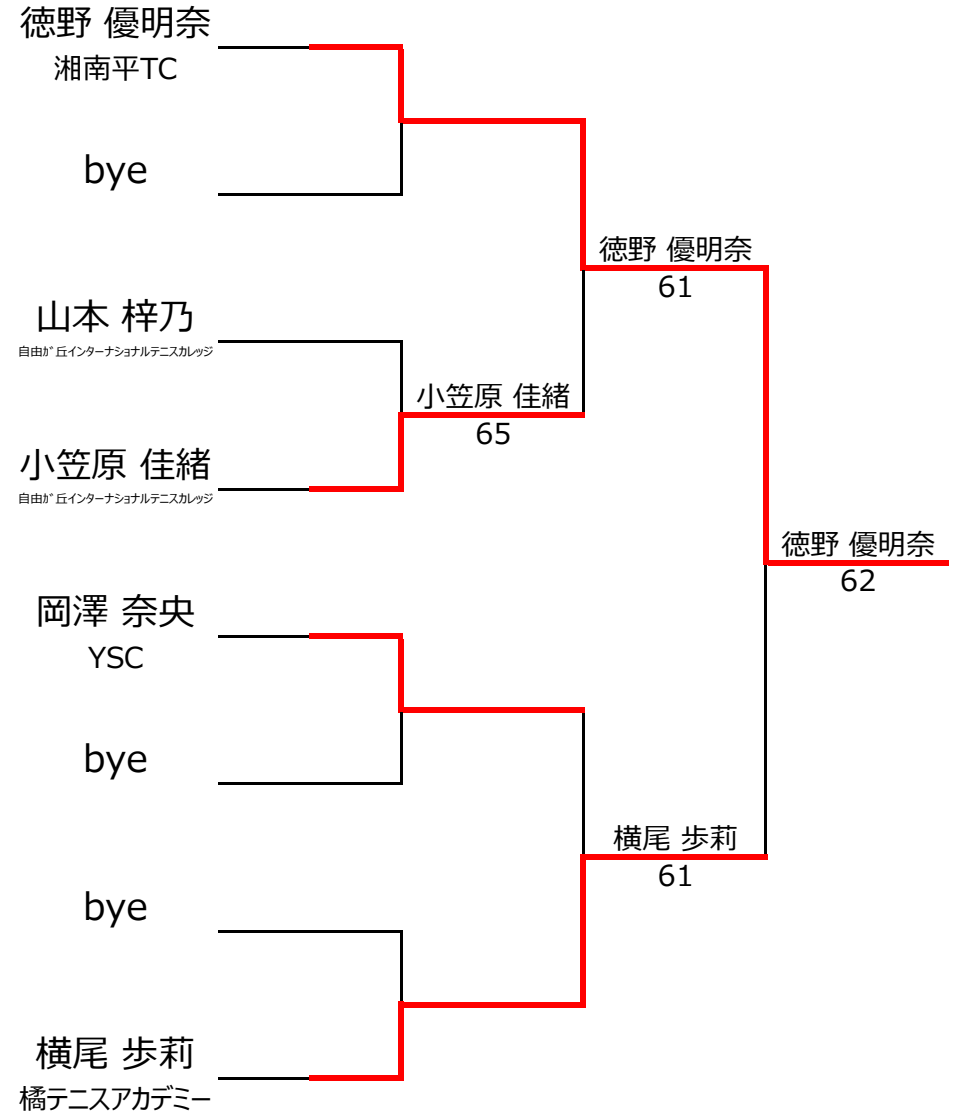 徳野 優明奈
湘南平TC
bye
徳野 優明奈
61
山本 梓乃
自由ガ丘インターナショナルテニスカレッジ
小笠原 佳緒
65
小笠原 佳緒
自由ガ丘インターナショナルテニスカレッジ
徳野 優明奈
62
岡澤 奈央
YSC
bye
横尾 歩莉
61
bye
横尾 歩莉
橘テニスアカデミー